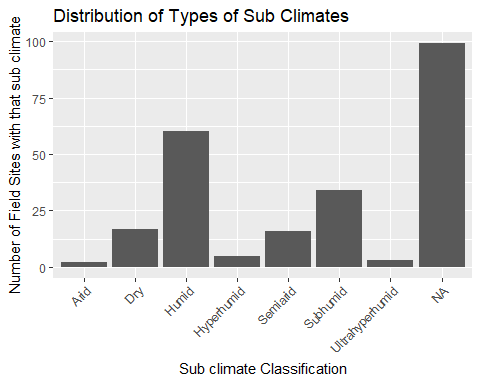 Distribution of Types of Sub Climates
Number of Field Sites with that sub climate
100
75
50
25
0
Arid
Dry
Humid
Hyperhumid
Semiarid
Subhumid
Ultrahyperhumid
NA
Sub climate Classification